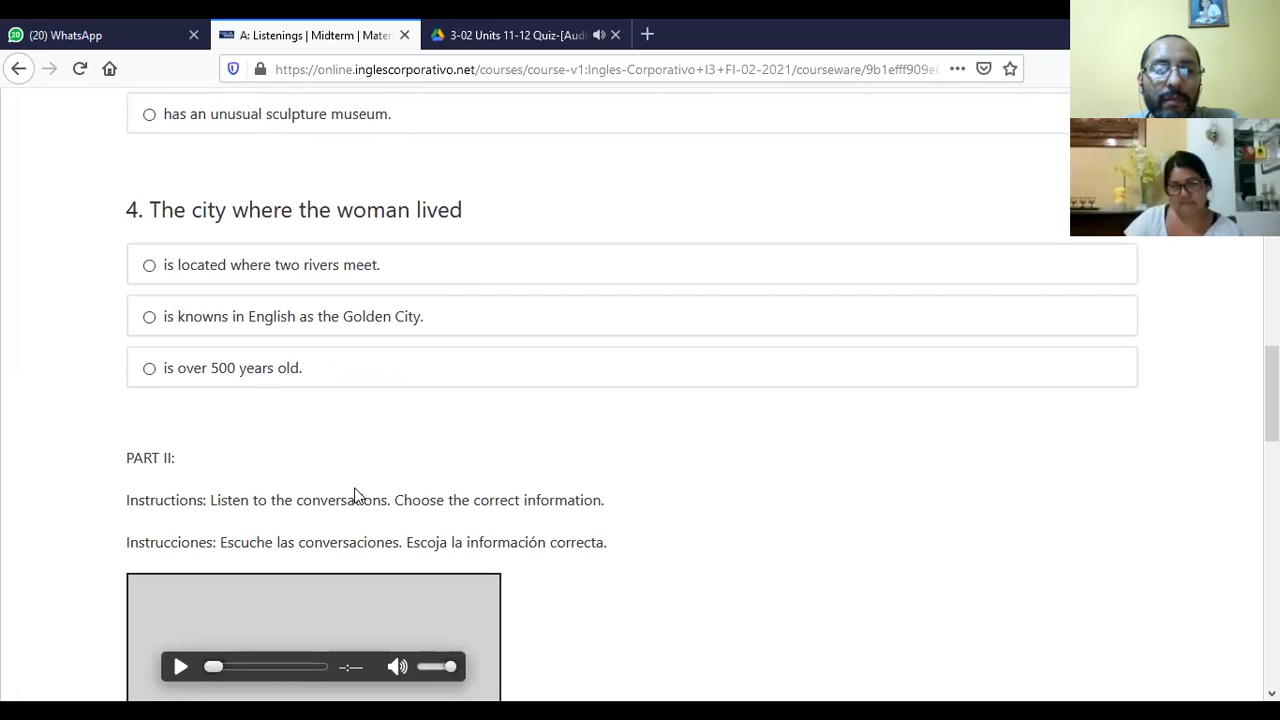 (20) WhatsApp
A: Listenings | Midterm | Mater
3-02 Units 11-12 Quiz-[Aud
https://online.inglescorporativo.net/courses/course-v1:Ingles-Corporativo+I3+FI-02-2021/courseware/9b1efff909e8
has an unusual sculpture museum.
4. The city where the woman lived
is located where two rivers meet.
is knowns in English as the Golden City.
is over 500 years old.
PART II:
Instructions: Listen to the conversations. Choose the correct information.
Instrucciones: Escuche las conversaciones. Escoja la información correcta.
-:--